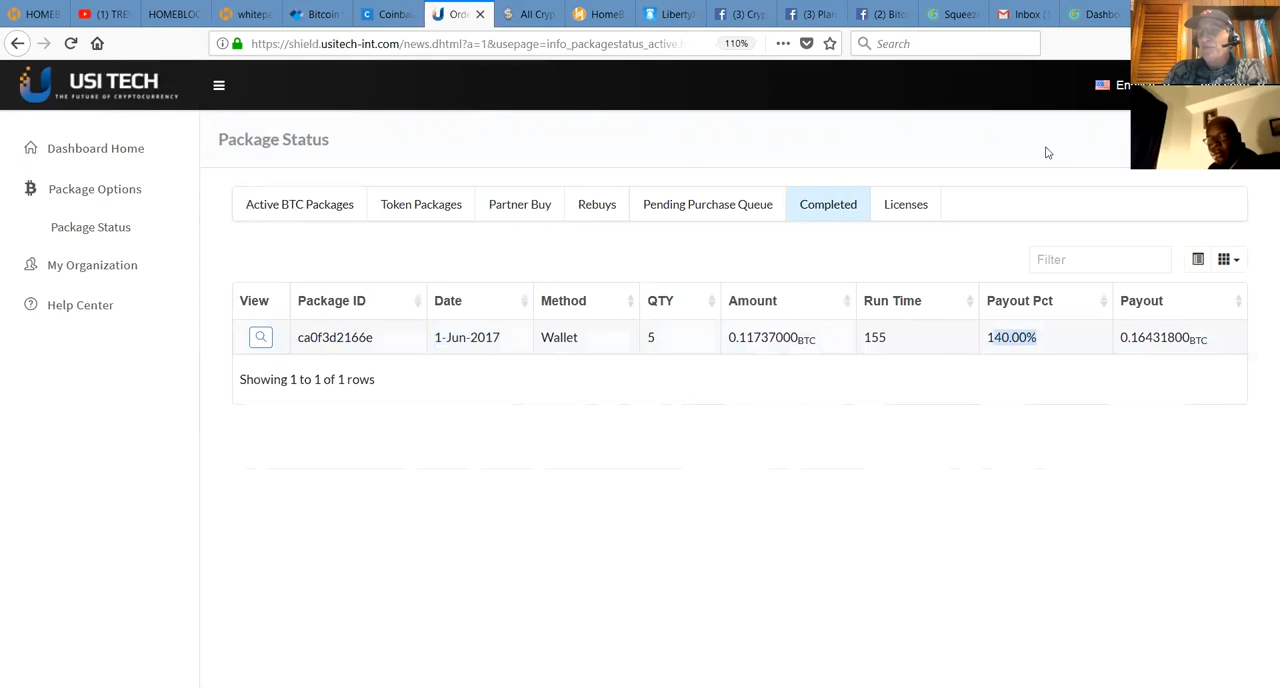 HOMEB
(1) TREV
HOMEBLOC
whitepa
Bitcoin
Coinba
Orde
All Cryp
HomeB
Liberty
(3) Cryp
(3) Plan
(2) Bitc
Squeez
Inbox (1
Dashbo
https://shield.usitech-int.com/news.dhtml?a=1&usepage=info_packagestatus_active.
110%
Search
USI TECH
THE FUTURE OF CRYPTOCURRENCY
Package Status
Dashboard Home
Package Options
Package Status
My Organization
Help Center
Active BTC Packages
Token Packages
Partner Buy
Rebuys
Pending Purchase Queue
Completed
Licenses
Filter
View Package ID Date Method QTY Amount Run Time Payout Pct Payout
ca0f3d2166e 1-Jun-2017 Wallet 5 0.11737000BTC 155 140.00% 0.16431800BTC
Showing 1 to 1 of 1 rows